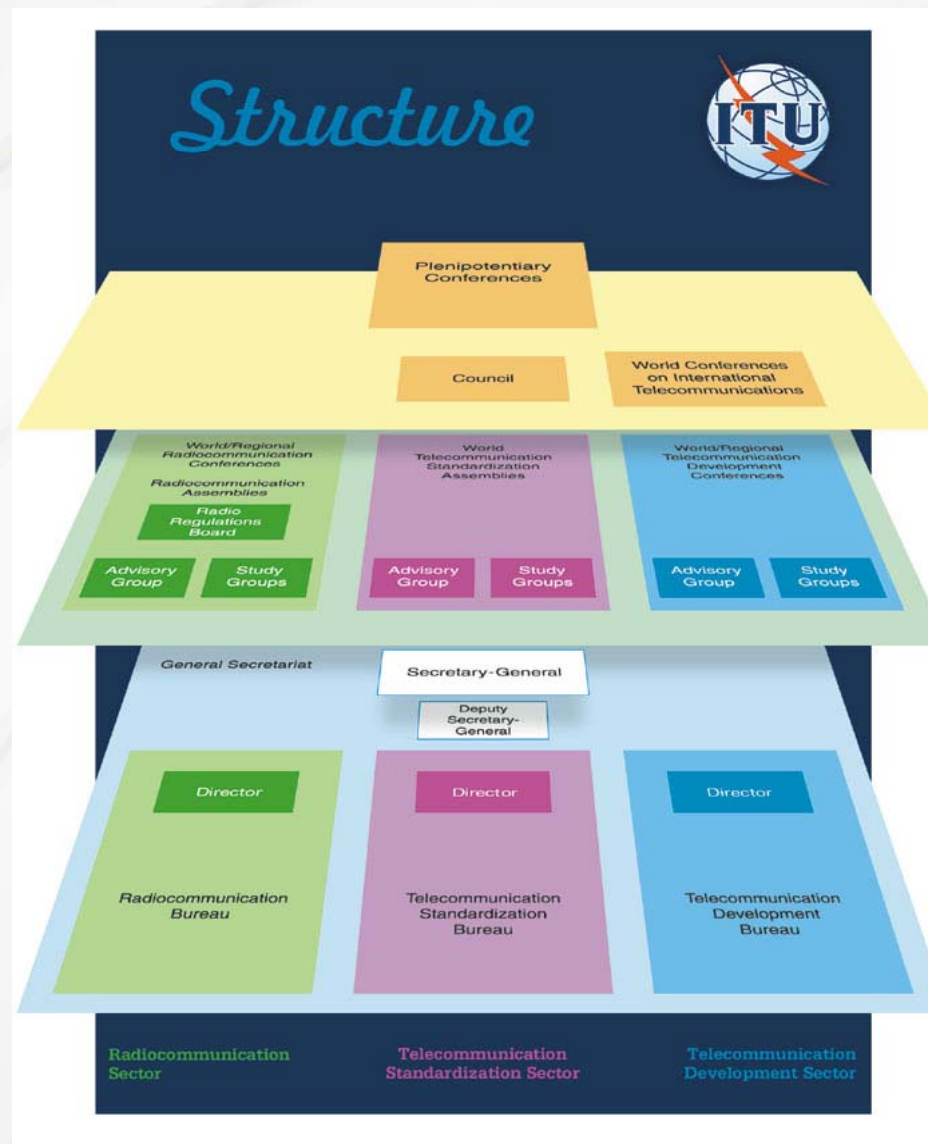 Structure
ITU
Plenipotentiary
Conferences
Council
World Conferences
on International
Telecommunications
World/Regional
Radiocommunication
Conferences
Radiocommunication
Assemblies
Radio
Regulations
Board
Advisory
Group
Study
Groups
World
Telecommunication
Standardization
Assemblies
Advisory
Group
Study
Groups
World/Regional
Telecommunication
Development
Conferences
Advisory
Group
Study
Groups
General Secretariat
Secretary-General
Deputy
Secretary-
General
Director
Radiocommunication
Bureau
Director
Telecommunication
Standardization
Bureau
Director
Telecommunication
Development
Bureau
Radiocommunication
Sector
Telecommunication
Standardization Sector
Telecommunication
Development Sector